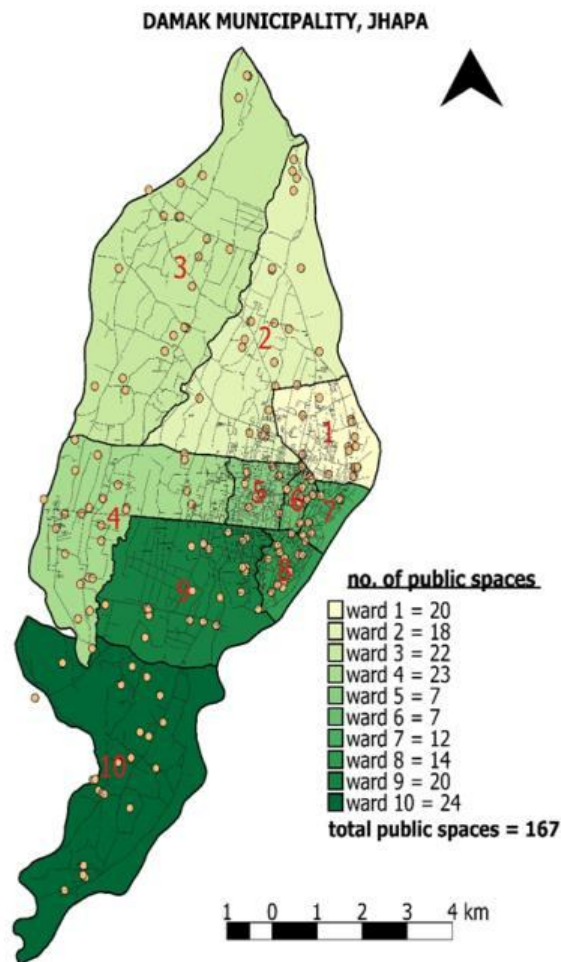 DAMAK MUNICIPALITY, JHAPA
3
2
1
5
6
7
4
8
9
10
no. of public spaces
ward 1 = 20
ward 2 = 18
ward 3 = 22
ward 4 = 23
ward 5 = 7
ward 6 = 7
ward 7 = 12
ward 8 = 14
ward 9 = 20
ward 10 = 24
total public spaces = 167
1 0 1 2 3 4 km